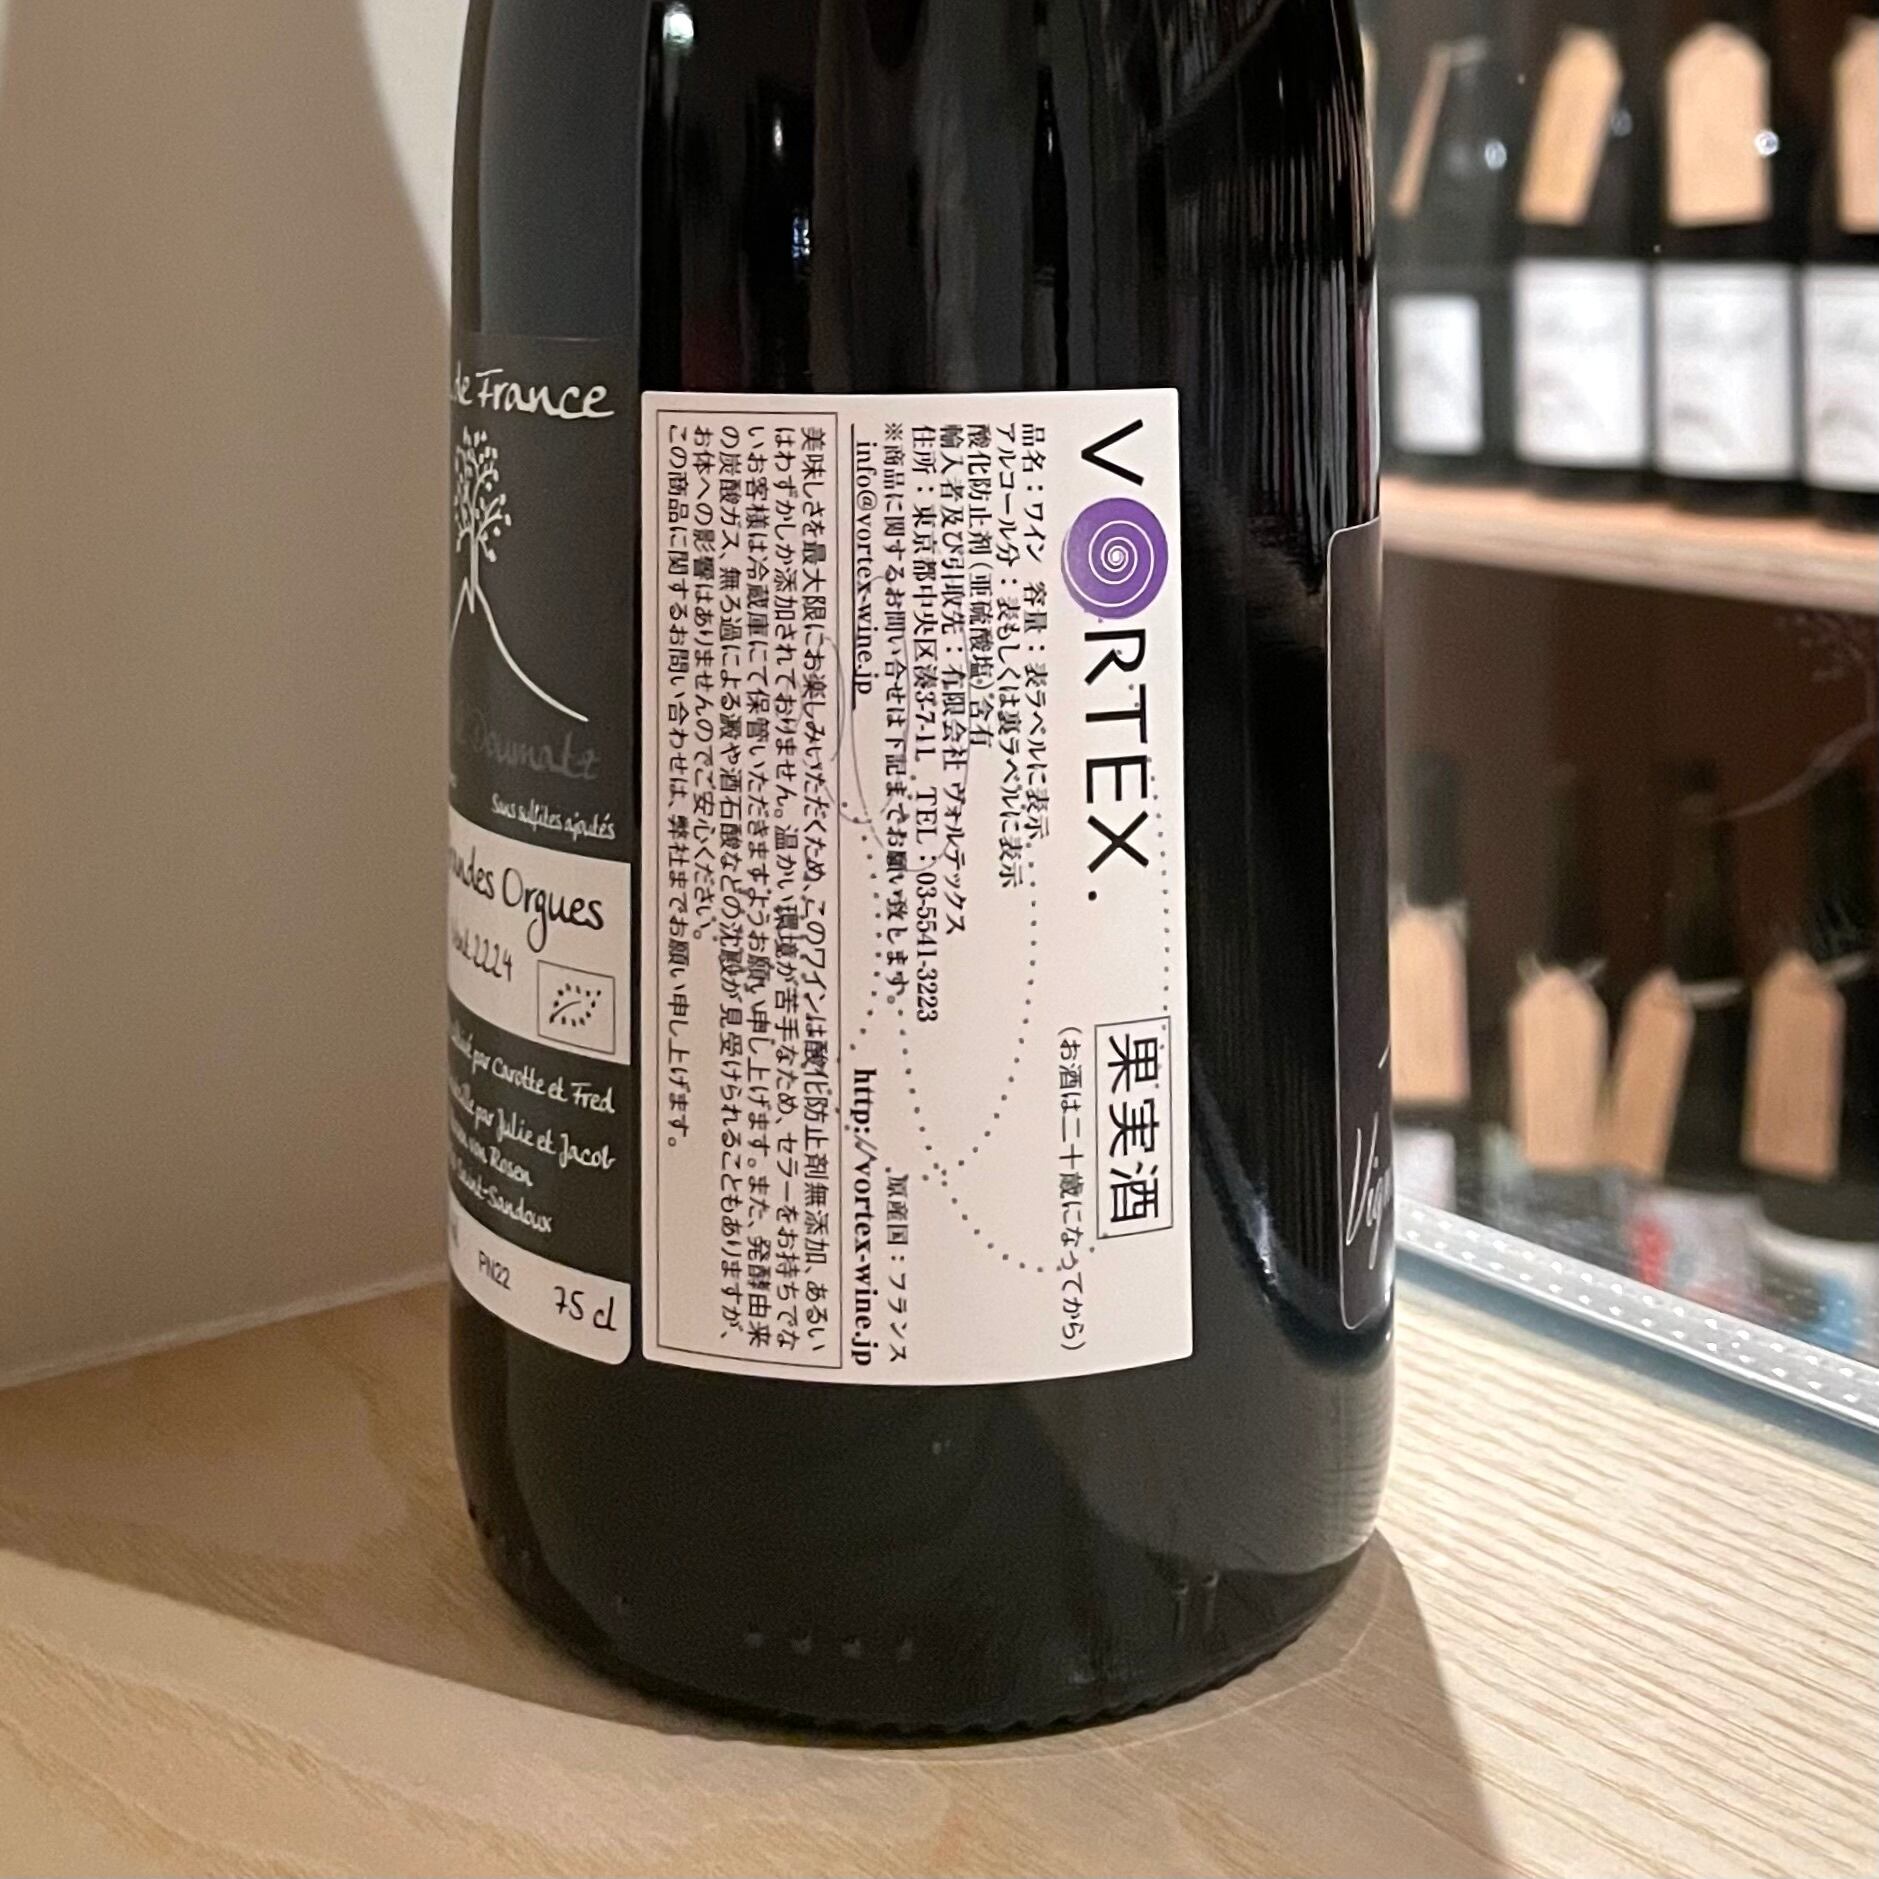 de France
Doumate
Sans sulfites ajoutés
Orgues
2224
par Carotte et Fred
par Julie et Jacob
von Rosen
Saint-Sandoux
PN22
75 cl
VORTEX.
果実酒
(お酒は二十歳になってから)
品名：ワイン 容量：表ラベルに表示
アルコール分：表もしくは裏ラベルに表示
酸化防止剤（亜硫酸塩）含有
輸入者及び引取先：有限会社 ヴォルテックス
住所：東京都中央区湊3-7-11 TEL：03-5541-3223
※商品に関するお問い合せは下記までお願い致します。 原産国：フランス
info@vortex-wine.jp http://vortex-wine.jp
美味しさを最大限にお楽しみいただくため、このワインは酸化防止剤無添加、あるい
はわずかしか添加されておりません。温かい環境が苦手なため、セラーをお持ちでな
いお客様は冷蔵庫にて保管いただきますようお願い申し上げます。また、発酵由来
の炭酸ガス、無ろ過による澱や酒石酸などの沈殿が見受けられることもありますが、
お体への影響はありませんのでご安心ください。
この商品に関するお問い合わせは、弊社までお願い申し上げます。